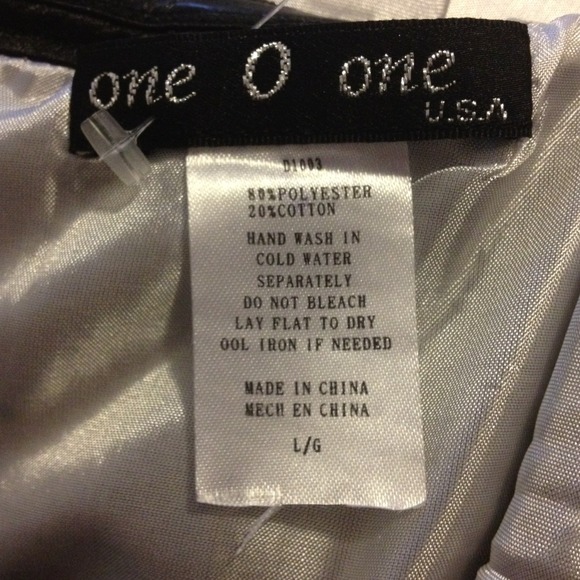 one O one
U.S.A
D1003
80%POLYESTER
20%COTTON
HAND WASH IN
COLD WATER
SEPARATELY
DO NOT BLEACH
LAY FLAT TO DRY
OOL IRON IF NEEDED
MADE IN CHINA
MECH EN CHINA
L/G